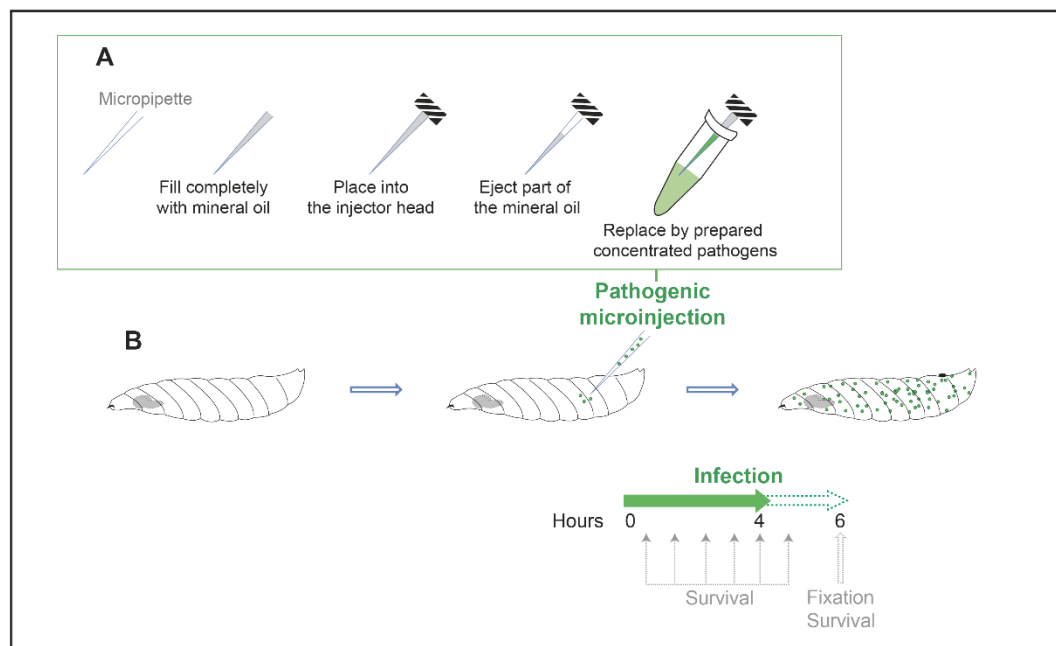 A
Micropipette
Fill completely
with mineral oil
Place into
the injector head
Eject part of
the mineral oil
Replace by prepared
concentrated pathogens
Pathogenic
microinjection
B
Infection
Hours 0 4 6
Survival
Fixation
Survival